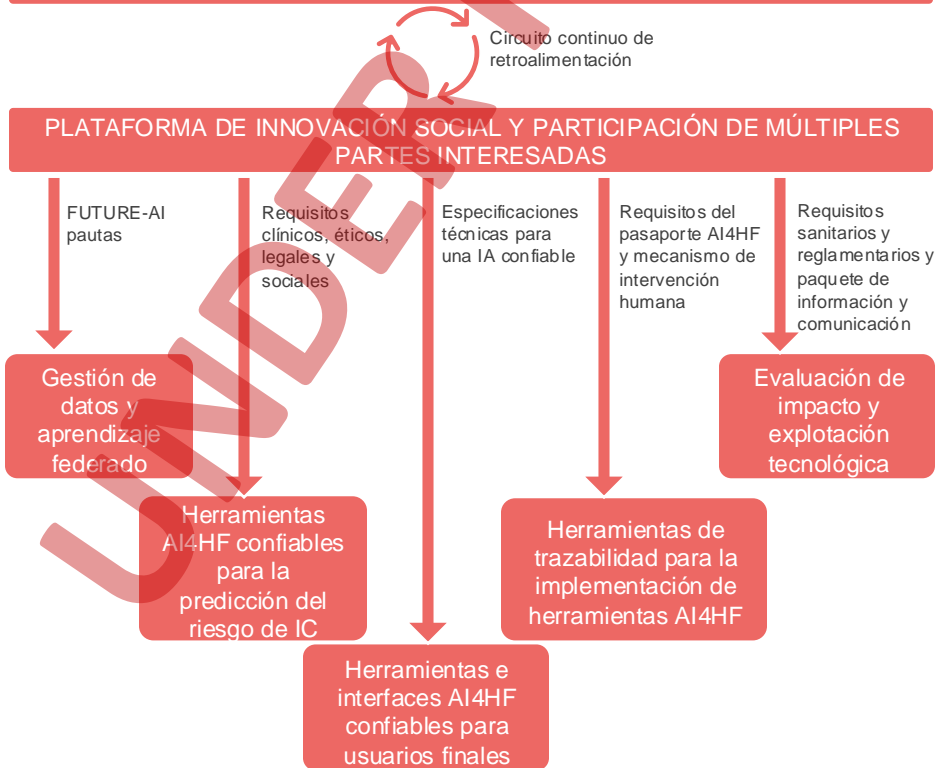 Circuito continuo de
retroalimentación
PLATAFORMA DE INNOVACIÓN SOCIAL Y PARTICIPACIÓN DE MÚLTIPLES
PARTES INTERESADAS
FUTURE-AI
pautas
Requisitos
clínicos, éticos,
legales y
sociales
Especificaciones
técnicas para
una IA confiable
Requisitos del
pasaporte AI4HF
y mecanismo de
intervención
humana
Requisitos
sanitarios y
reglamentarios y
paquete de
información y
comunicación
Gestión de
datos y
aprendizaje
federado
Evaluación de
impacto y
explotación
tecnológica
Herramientas
AI4HF confiables
para la
predicción del
riesgo de IC
Herramientas de
trazabilidad para la
implementación de
herramientas AI4HF
Herramientas e
interfaces AI4HF
confiables para
usuarios finales
UNDER